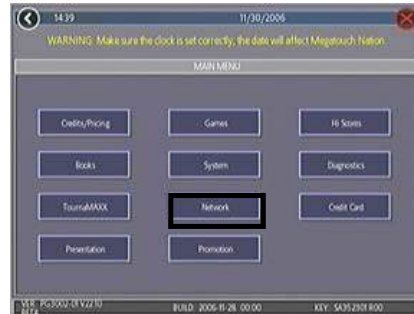 14:39 11/30/2006
WARNING: Make sure the clock is set correctly, the date will affect Megatouch Nation.
MAIN MENU
Credits/Pricing Games Hi Scores
Books System Diagnostics
TournaMAXX Network Credit Card
Presentation Promotion
BUILD: 2006-11-28 00:00